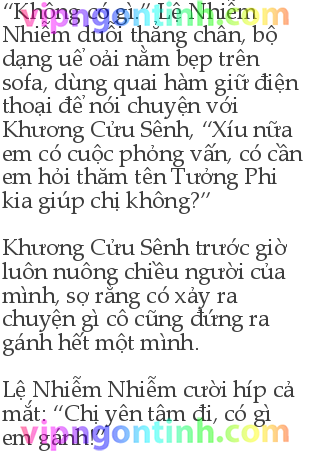 “Không có gì.” Lệ Nhiễm
Nhiễm duỗi thẳng chân, bộ
dạng uể oải nằm bẹp trên
sofa, dùng quai hàm giữ điện
thoại để nói chuyện với
Khương Cửu Sênh, “Xíu nữa
em có cuộc phỏng vấn, có cần
em hỏi thăm tên Tưởng Phi
kia giúp chị không?”
Khương Cửu Sênh trước giờ
luôn nuông chiều người của
mình, sợ rằng có xảy ra
chuyện gì cô cũng đứng ra
gánh hết một mình.
Lệ Nhiễm Nhiễm cười híp cả
mắt: “Chị yên tâm đi, có gì
em gánh!”
vipngontinh.com
vipngontinh.com